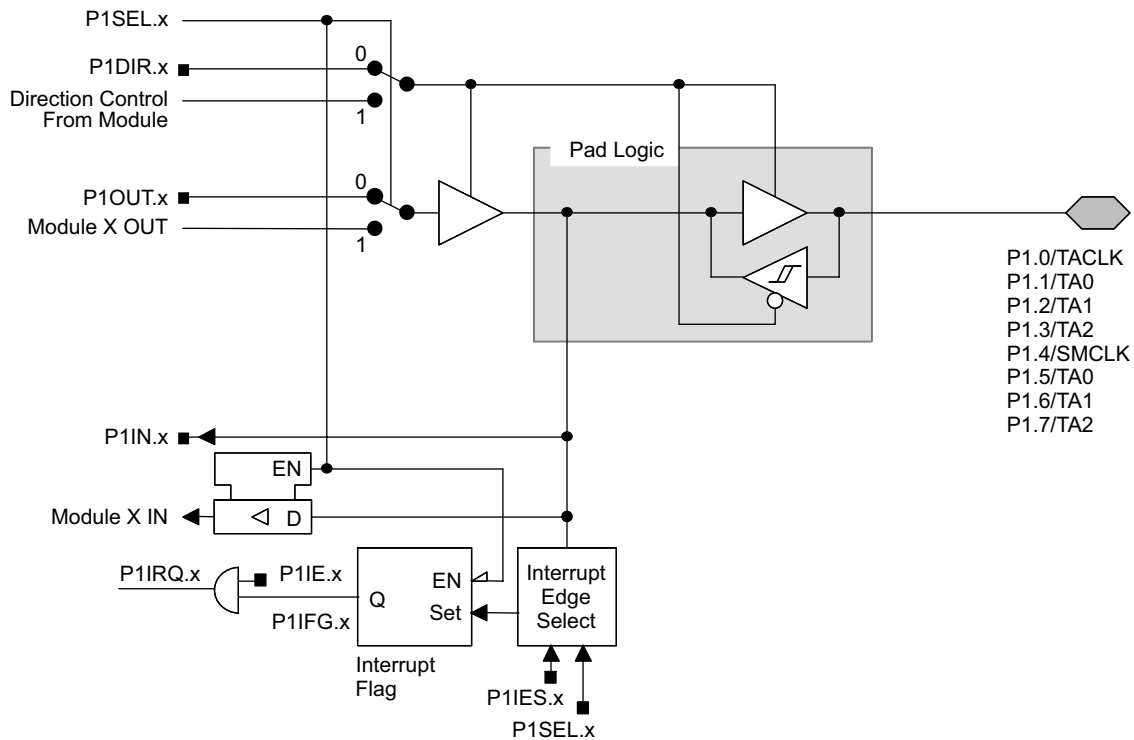 P1SEL.x
0
P1DIR.x
Direction Control
From Module
1
Pad Logic
P1OUT.x
0
Module X OUT
1
P1.0/TACLK
P1.1/TA0
P1.2/TA1
P1.3/TA2
P1.4/SMCLK
P1.5/TA0
P1.6/TA1
P1.7/TA2
P1IN.x
EN
Module X IN
D
P1IRQ.x
P1IE.x
P1IFG.x
Q
EN
Set
Interrupt
Flag
Interrupt
Edge
Select
P1IES.x
P1SEL.x